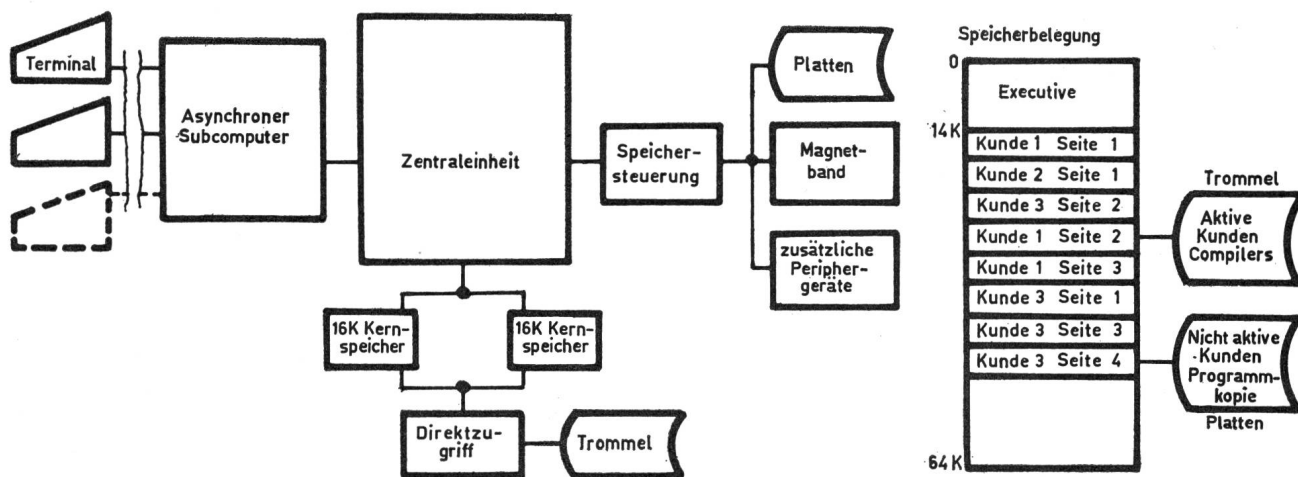 Terminal
Asynchroner
Subcomputer
Zentraleinheit
Speicher-
steuerung
Platten
Magnet-
band
zusätzliche
Peripher-
geräte
16K Kern-
speicher
16K Kern-
speicher
Direktzu-
griff
Trommel
Speicherbelegung
0
Executive
14K
Kunde 1 Seite 1
Kunde 2 Seite 1
Kunde 3 Seite 2
Kunde 1 Seite 2
Kunde 1 Seite 3
Kunde 3 Seite 1
Kunde 3 Seite 3
Kunde 3 Seite 4
64K
Trommel
Aktive
Kunden
Compilers
Nicht aktive
Kunden
Programm-
kopie
Platten